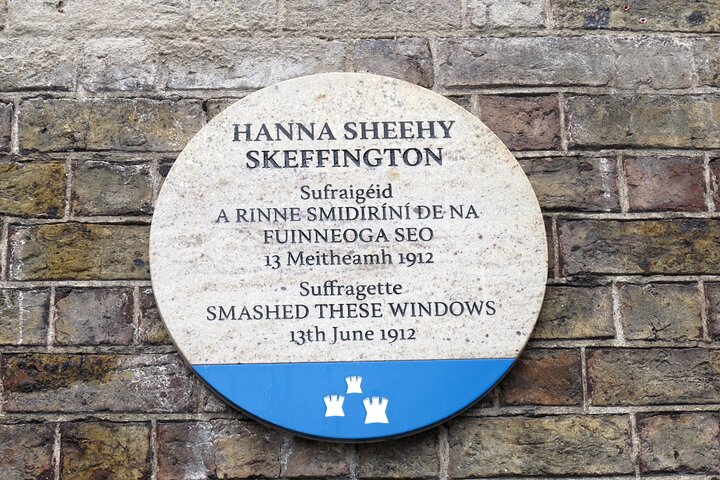 HANNA SHEEHY
SKEFFINGTON
Sufraigéid
A RINNE SMIDIRÍNÍ DE NA
FUINNEOGA SEO
13 Meitheamh 1912
Suffragette
SMASHED THESE WINDOWS
13th June 1912